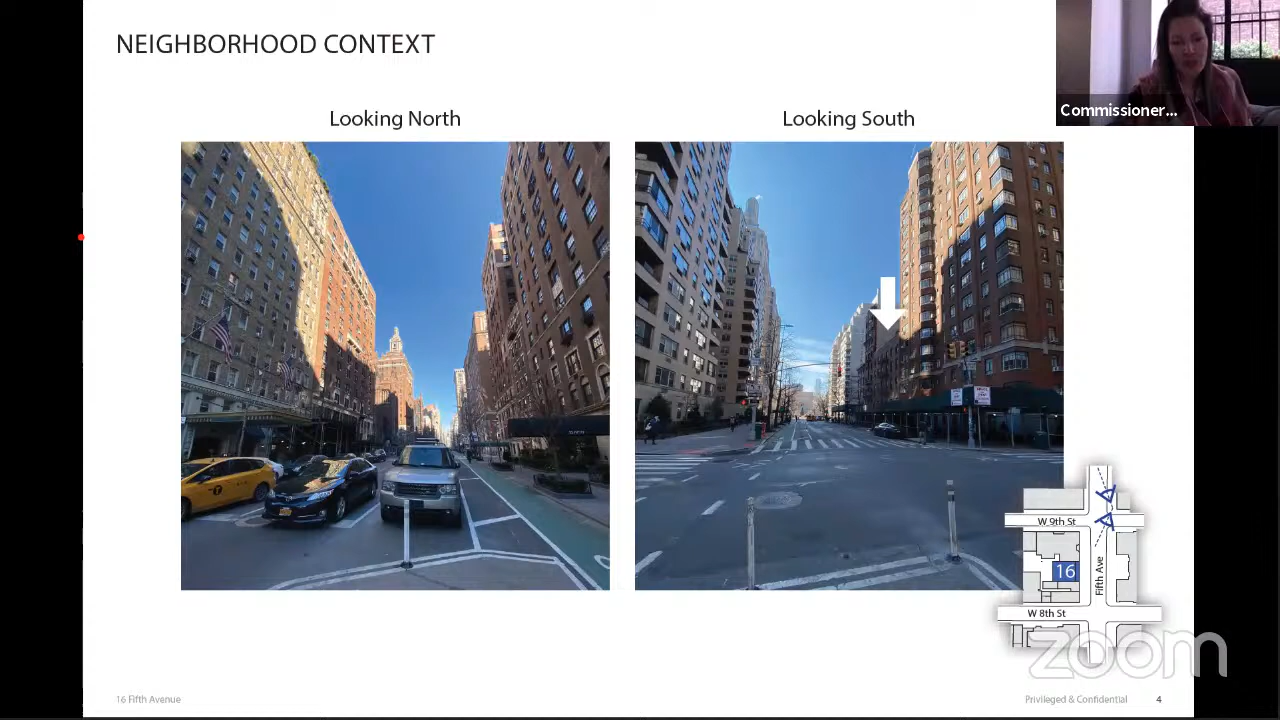 NEIGHBORHOOD CONTEXT
Commissioner...
Looking North
Looking South
W 9th St
16
Fifth Ave
W 8th St
zoom
16 Fifth Avenue
Privileged & Confidential
4